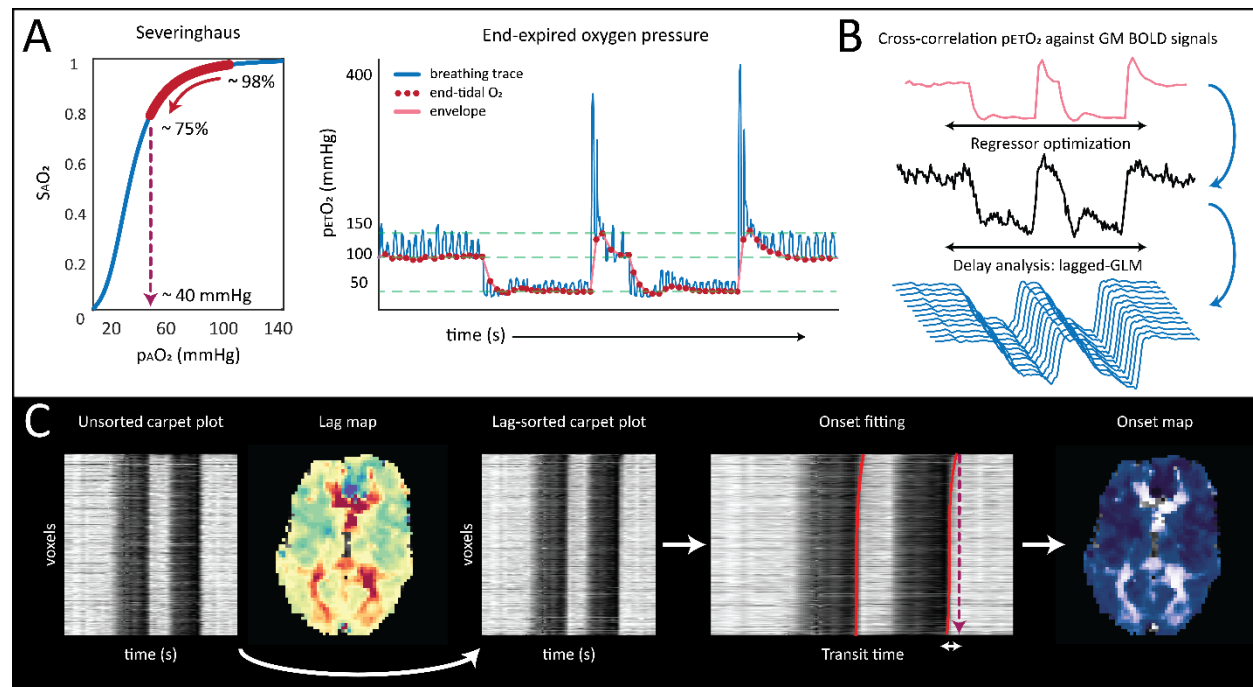 A
Severinghaus
SAO₂
1
0.8
0.6
0.4
0.2
0
~ 98%
~ 75%
~ 40 mmHg
20 60 100 140
pAO₂ (mmHg)
End-expired oxygen pressure
pETO₂ (mmHg)
400
150
100
50
breathing trace
end-tidal O₂
envelope
time (s)
B
Cross-correlation pETO₂ against GM BOLD signals
Regressor optimization
Delay analysis: lagged-GLM
C
Unsorted carpet plot
Lag map
Lag-sorted carpet plot
Onset fitting
Onset map
voxels
voxels
time (s)
time (s)
Transit time